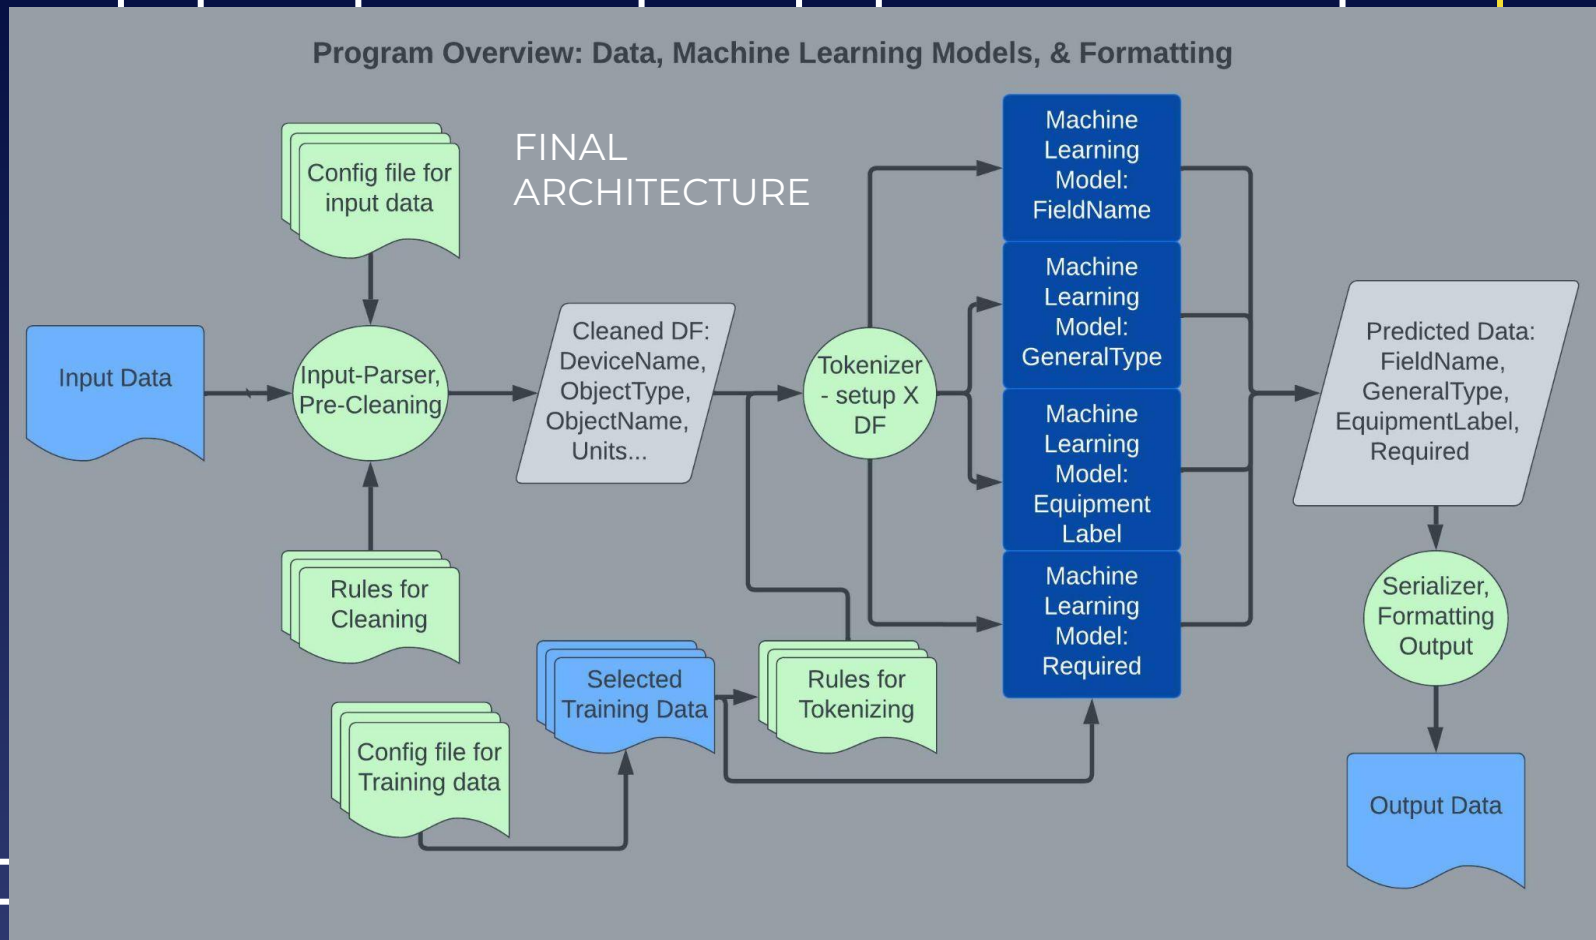 Program Overview: Data, Machine Learning Models, & Formatting
FINAL
ARCHITECTURE
Config file for
input data
Input Data
Input-Parser,
Pre-Cleaning
Rules for
Cleaning
Cleaned DF:
DeviceName,
ObjectType,
ObjectName,
Units...
Tokenizer
- setup X
DF
Machine
Learning
Model:
FieldName
Machine
Learning
Model:
GeneralType
Machine
Learning
Model:
Equipment
Label
Machine
Learning
Model:
Required
Predicted Data:
FieldName,
GeneralType,
EquipmentLabel,
Required
Serializer,
Formatting
Output
Output Data
Config file for
Training data
Selected
Training Data
Rules for
Tokenizing